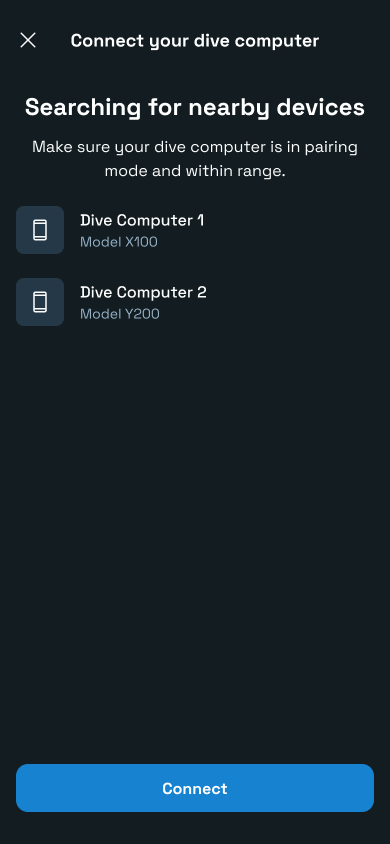 Connect your dive computer
Searching for nearby devices
Make sure your dive computer is in pairing
mode and within range.
Dive Computer 1
Model X100
Dive Computer 2
Model Y200
Connect